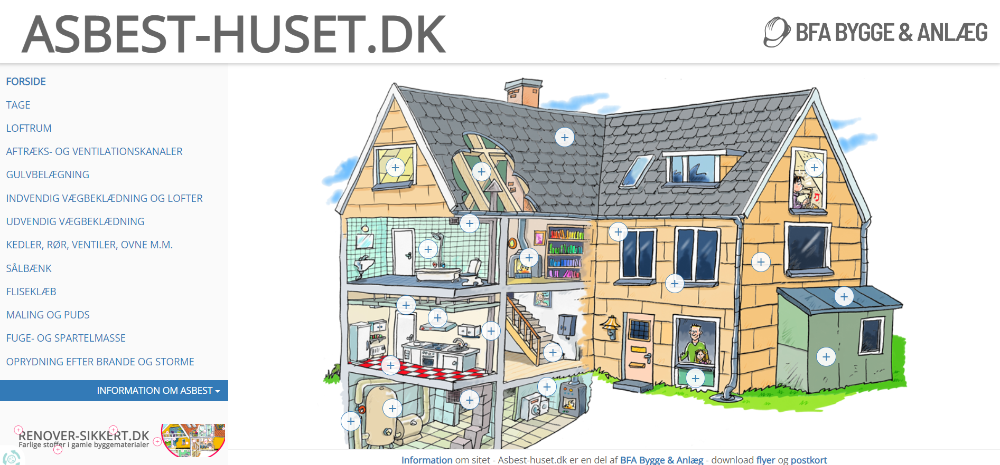 ASBEST-HUSET.DK
BFA BYGGE & ANLÆG
FORSIDE
TAGE
LOFTRUM
AFTRÆKS- OG VENTILATIONSKANALER
GULVBELÆGNING
INDVENDIG VÆGBEKLÆDNING OG LOFTER
UDVENDIG VÆGBEKLÆDNING
KEDLER, RØR, VENTILER, OVNE M.M.
SÅLBÆNK
FLISEKLÆB
MALING OG PUDS
FUGE- OG SPARTELMASSE
OPRYDNING EFTER BRANDE OG STORME
INFORMATION OM ASBEST
RENOVER-SIKKERT.DK
Farlige stoffer i gamle byggematerialer
Information om sitet - Asbest-huset.dk er en del af BFA Bygge & Anlæg - download flyer og postkort